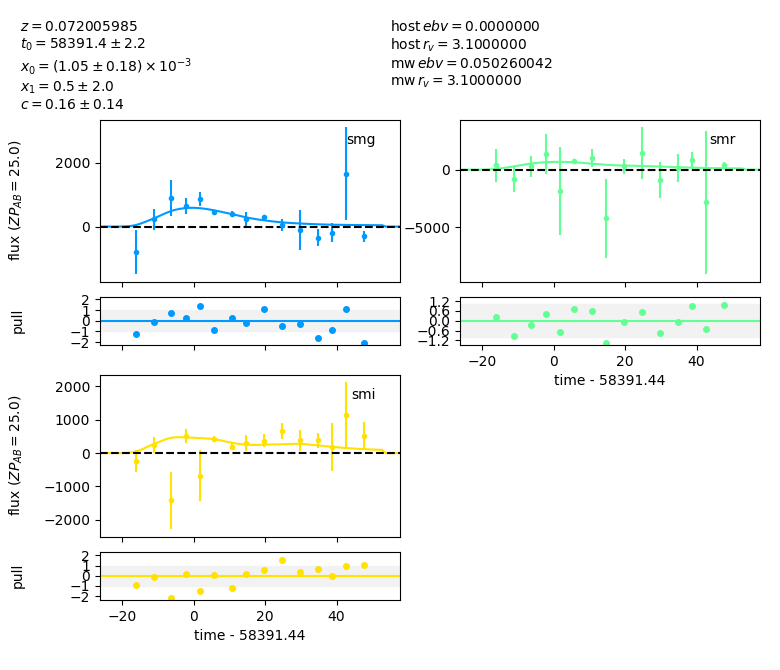 z = 0.072005985
t₀ = 58391.4 ± 2.2
x₀ = (1.05 ± 0.18) × 10⁻³
x₁ = 0.5 ± 2.0
c = 0.16 ± 0.14
host ebv = 0.0000000
host r_v = 3.1000000
mw ebv = 0.050260042
mw r_v = 3.1000000
smg
flux (ZP_AB = 25.0)
2000
0
smr
0
−5000
pull
2
1
0
−1
−2
1.2
0.6
0.0
−0.6
−1.2
−20
0
20
40
time - 58391.44
smi
flux (ZP_AB = 25.0)
2000
1000
0
−1000
−2000
pull
2
1
0
−1
−2
−20
0
20
40
time - 58391.44